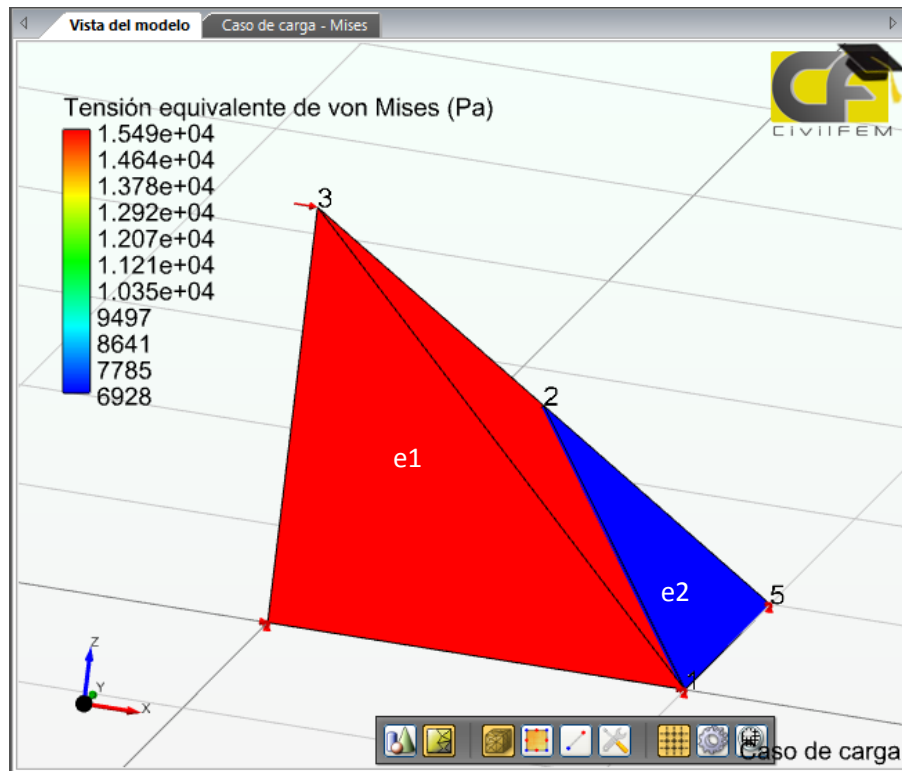 Vista del modelo
Caso de carga - Mises
CF
CIVILFEM
Tensión equivalente de von Mises (Pa)
1.549e+04
1.464e+04
1.378e+04
1.292e+04
1.207e+04
1.121e+04
1.035e+04
9497
8641
7785
6928
3
2
e1
e2
5
1
Z
Y
X
Caso de carga